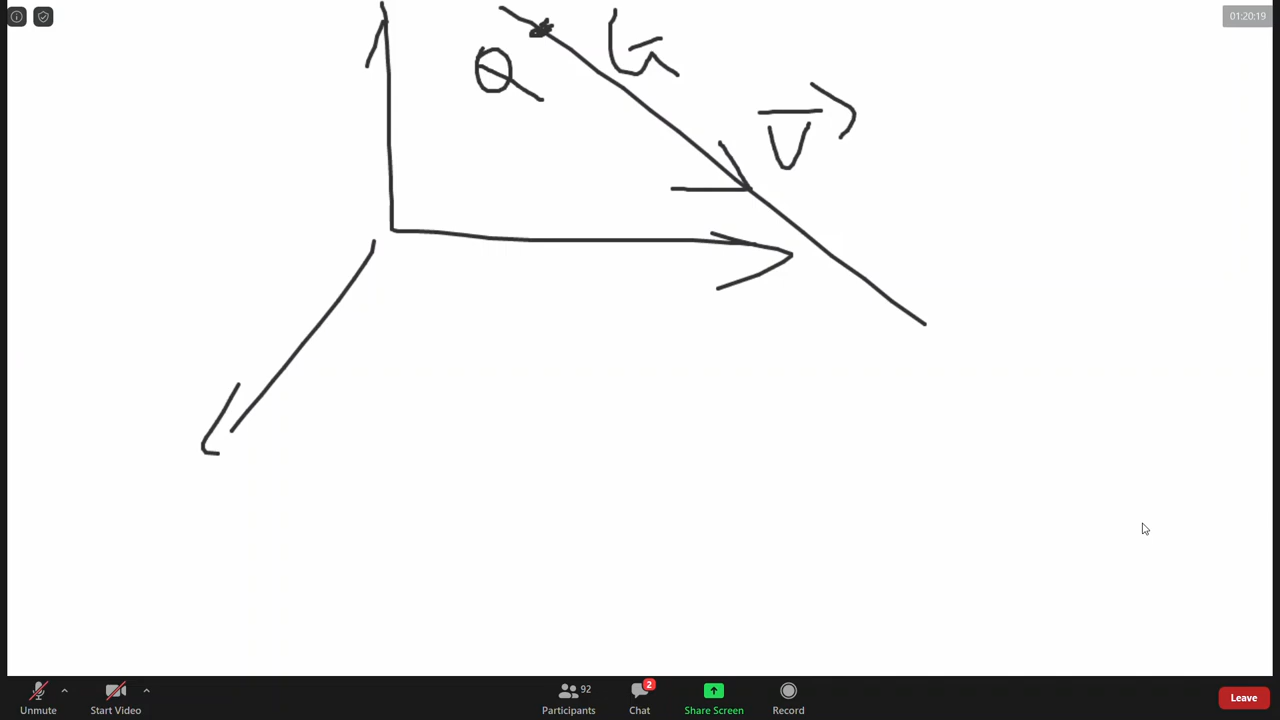 01:20:19
Q
G
V
92
2
Unmute
Start Video
Participants
Chat
Share Screen
Record
Leave